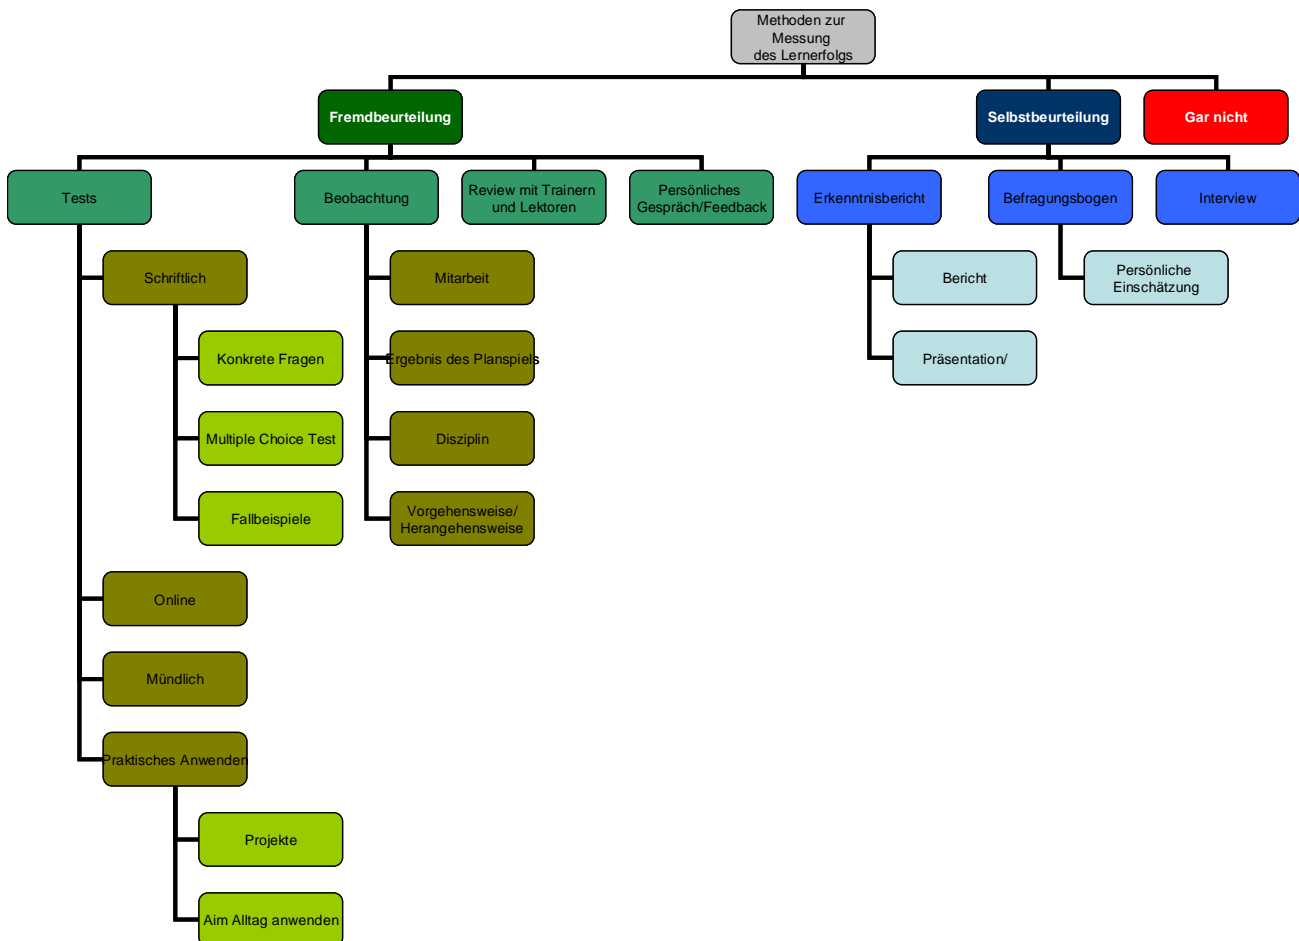 Methoden zur
Messung
des Lernerfolgs
Fremdbeurteilung
Selbstbeurteilung
Gar nicht
Tests
Beobachtung
Review mit Trainern
und Lektoren
Persönliches
Gespräch/Feedback
Erkenntnisbericht
Befragungsbogen
Interview
Schriftlich
Mitarbeit
Bericht
Persönliche
Einschätzung
Konkrete Fragen
Ergebnis des Planspiels
Präsentation/
Multiple Choice Test
Disziplin
Fallbeispiele
Vorgehensweise/
Herangehensweise
Online
Mündlich
Praktisches Anwenden
Projekte
Aim Alltag anwenden